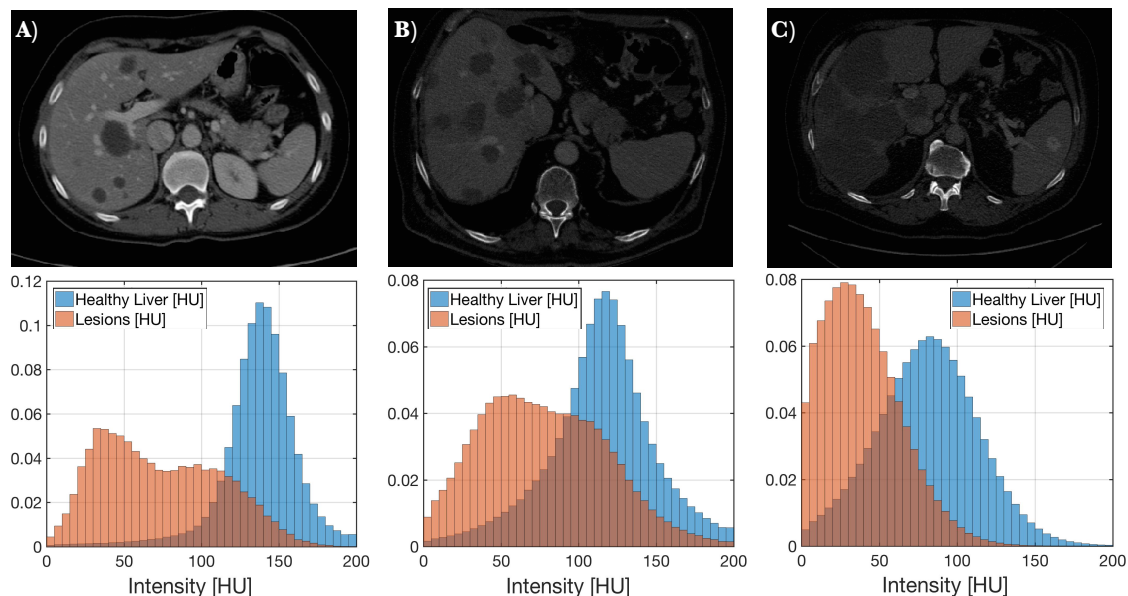 A)
B)
C)
0.12
0.1
0.08
0.06
0.04
0.02
0
0 50 100 150 200
Intensity [HU]
Healthy Liver [HU]
Lesions [HU]
0.08
0.06
0.04
0.02
0
0 50 100 150 200
Intensity [HU]
Healthy Liver [HU]
Lesions [HU]
0.08
0.06
0.04
0.02
0
0 50 100 150 200
Intensity [HU]
Healthy Liver [HU]
Lesions [HU]